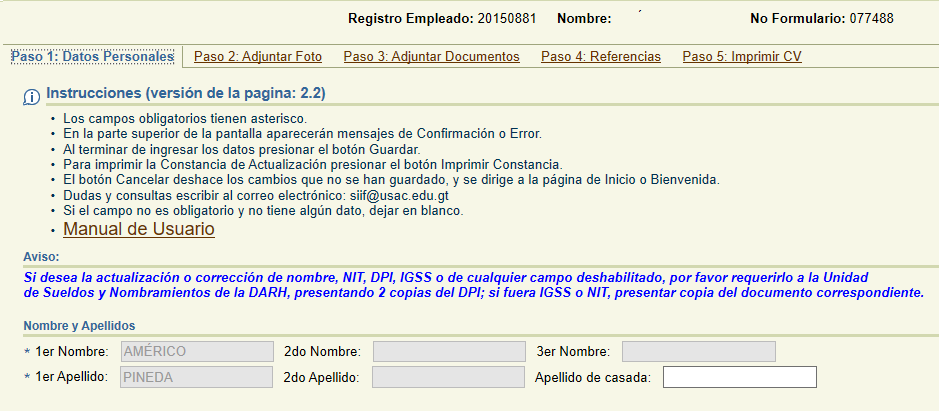 Registro Empleado: 20150881 Nombre: No Formulario: 077488
Paso 1: Datos Personales Paso 2: Adjuntar Foto Paso 3: Adjuntar Documentos Paso 4: Referencias Paso 5: Imprimir CV
Instrucciones (versión de la pagina: 2.2)
• Los campos obligatorios tienen asterisco.
• En la parte superior de la pantalla aparecerán mensajes de Confirmación o Error.
• Al terminar de ingresar los datos presionar el botón Guardar.
• Para imprimir la Constancia de Actualización presionar el botón Imprimir Constancia.
• El botón Cancelar deshace los cambios que no se han guardado, y se dirige a la página de Inicio o Bienvenida.
• Dudas y consultas escribir al correo electrónico: siif@usac.edu.gt
• Si el campo no es obligatorio y no tiene algún dato, dejar en blanco.
• Manual de Usuario
Aviso:
Si desea la actualización o corrección de nombre, NIT, DPI, IGSS o de cualquier campo deshabilitado, por favor requerirlo a la Unidad
de Sueldos y Nombramientos de la DARH, presentando 2 copias del DPI; si fuera IGSS o NIT, presentar copia del documento correspondiente.
Nombre y Apellidos
* 1er Nombre: AMÉRICO 2do Nombre: 3er Nombre:
* 1er Apellido: PINEDA 2do Apellido: Apellido de casada: